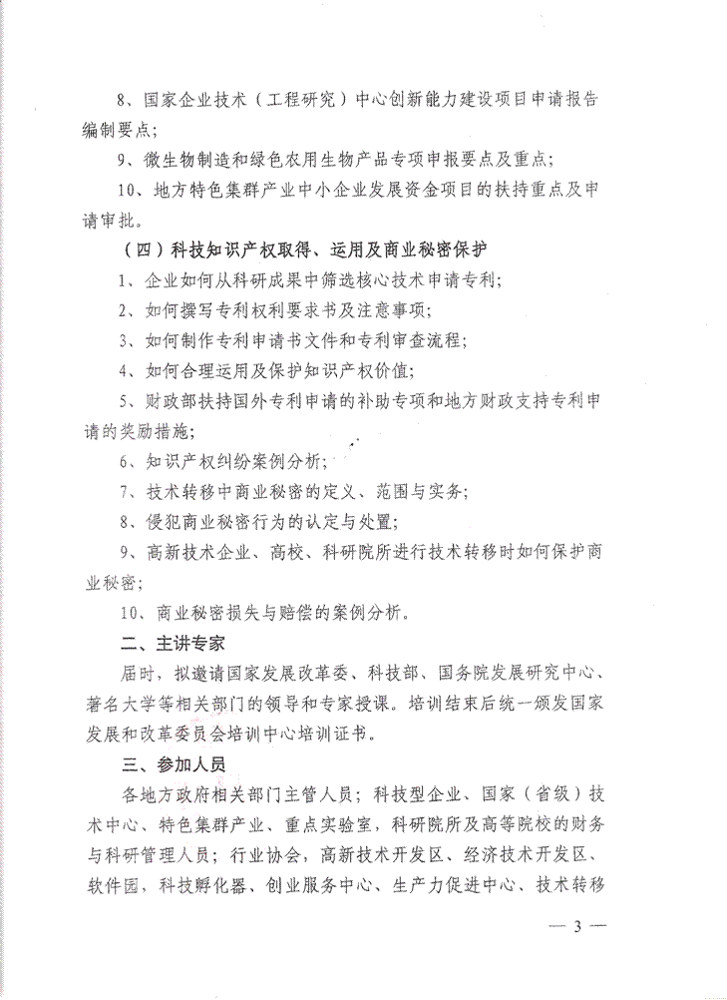 8、国家企业技术（工程研究）中心创新能力建设项目申请报告
编制要点；
9、微生物制造和绿色农用生物产品专项申报要点及重点；
10、地方特色集群产业中小企业发展资金项目的扶持重点及申
请审批。
（四）科技知识产权取得、运用及商业秘密保护
1、企业如何从科研成果中筛选核心技术申请专利；
2、如何撰写专利权利要求书及注意事项；
3、如何制作专利申请书文件和专利审查流程；
4、如何合理运用及保护知识产权价值；
5、财政部扶持国外专利申请的补助专项和地方财政支持专利申
请的奖励措施；
6、知识产权纠纷案例分析；
7、技术转移中商业秘密的定义、范围与实务；
8、侵犯商业秘密行为的认定与处置；
9、高新技术企业、高校、科研院所进行技术转移时如何保护商
业秘密；
10、商业秘密损失与赔偿的案例分析。
二、主讲专家
届时，拟邀请国家发展改革委、科技部、国务院发展研究中心、
著名大学等相关部门的领导和专家授课。培训结束后统一颁发国家
发展和改革委员会培训中心培训证书。
三、参加人员
各地方政府相关部门主管人员；科技型企业、国家（省级）技
术中心、特色集群产业、重点实验室，科研院所及高等院校的财务
与科研管理人员；行业协会，高新技术开发区、经济技术开发区、
软件园，科技孵化器、创业服务中心、生产力促进中心、技术转移
— 3 —